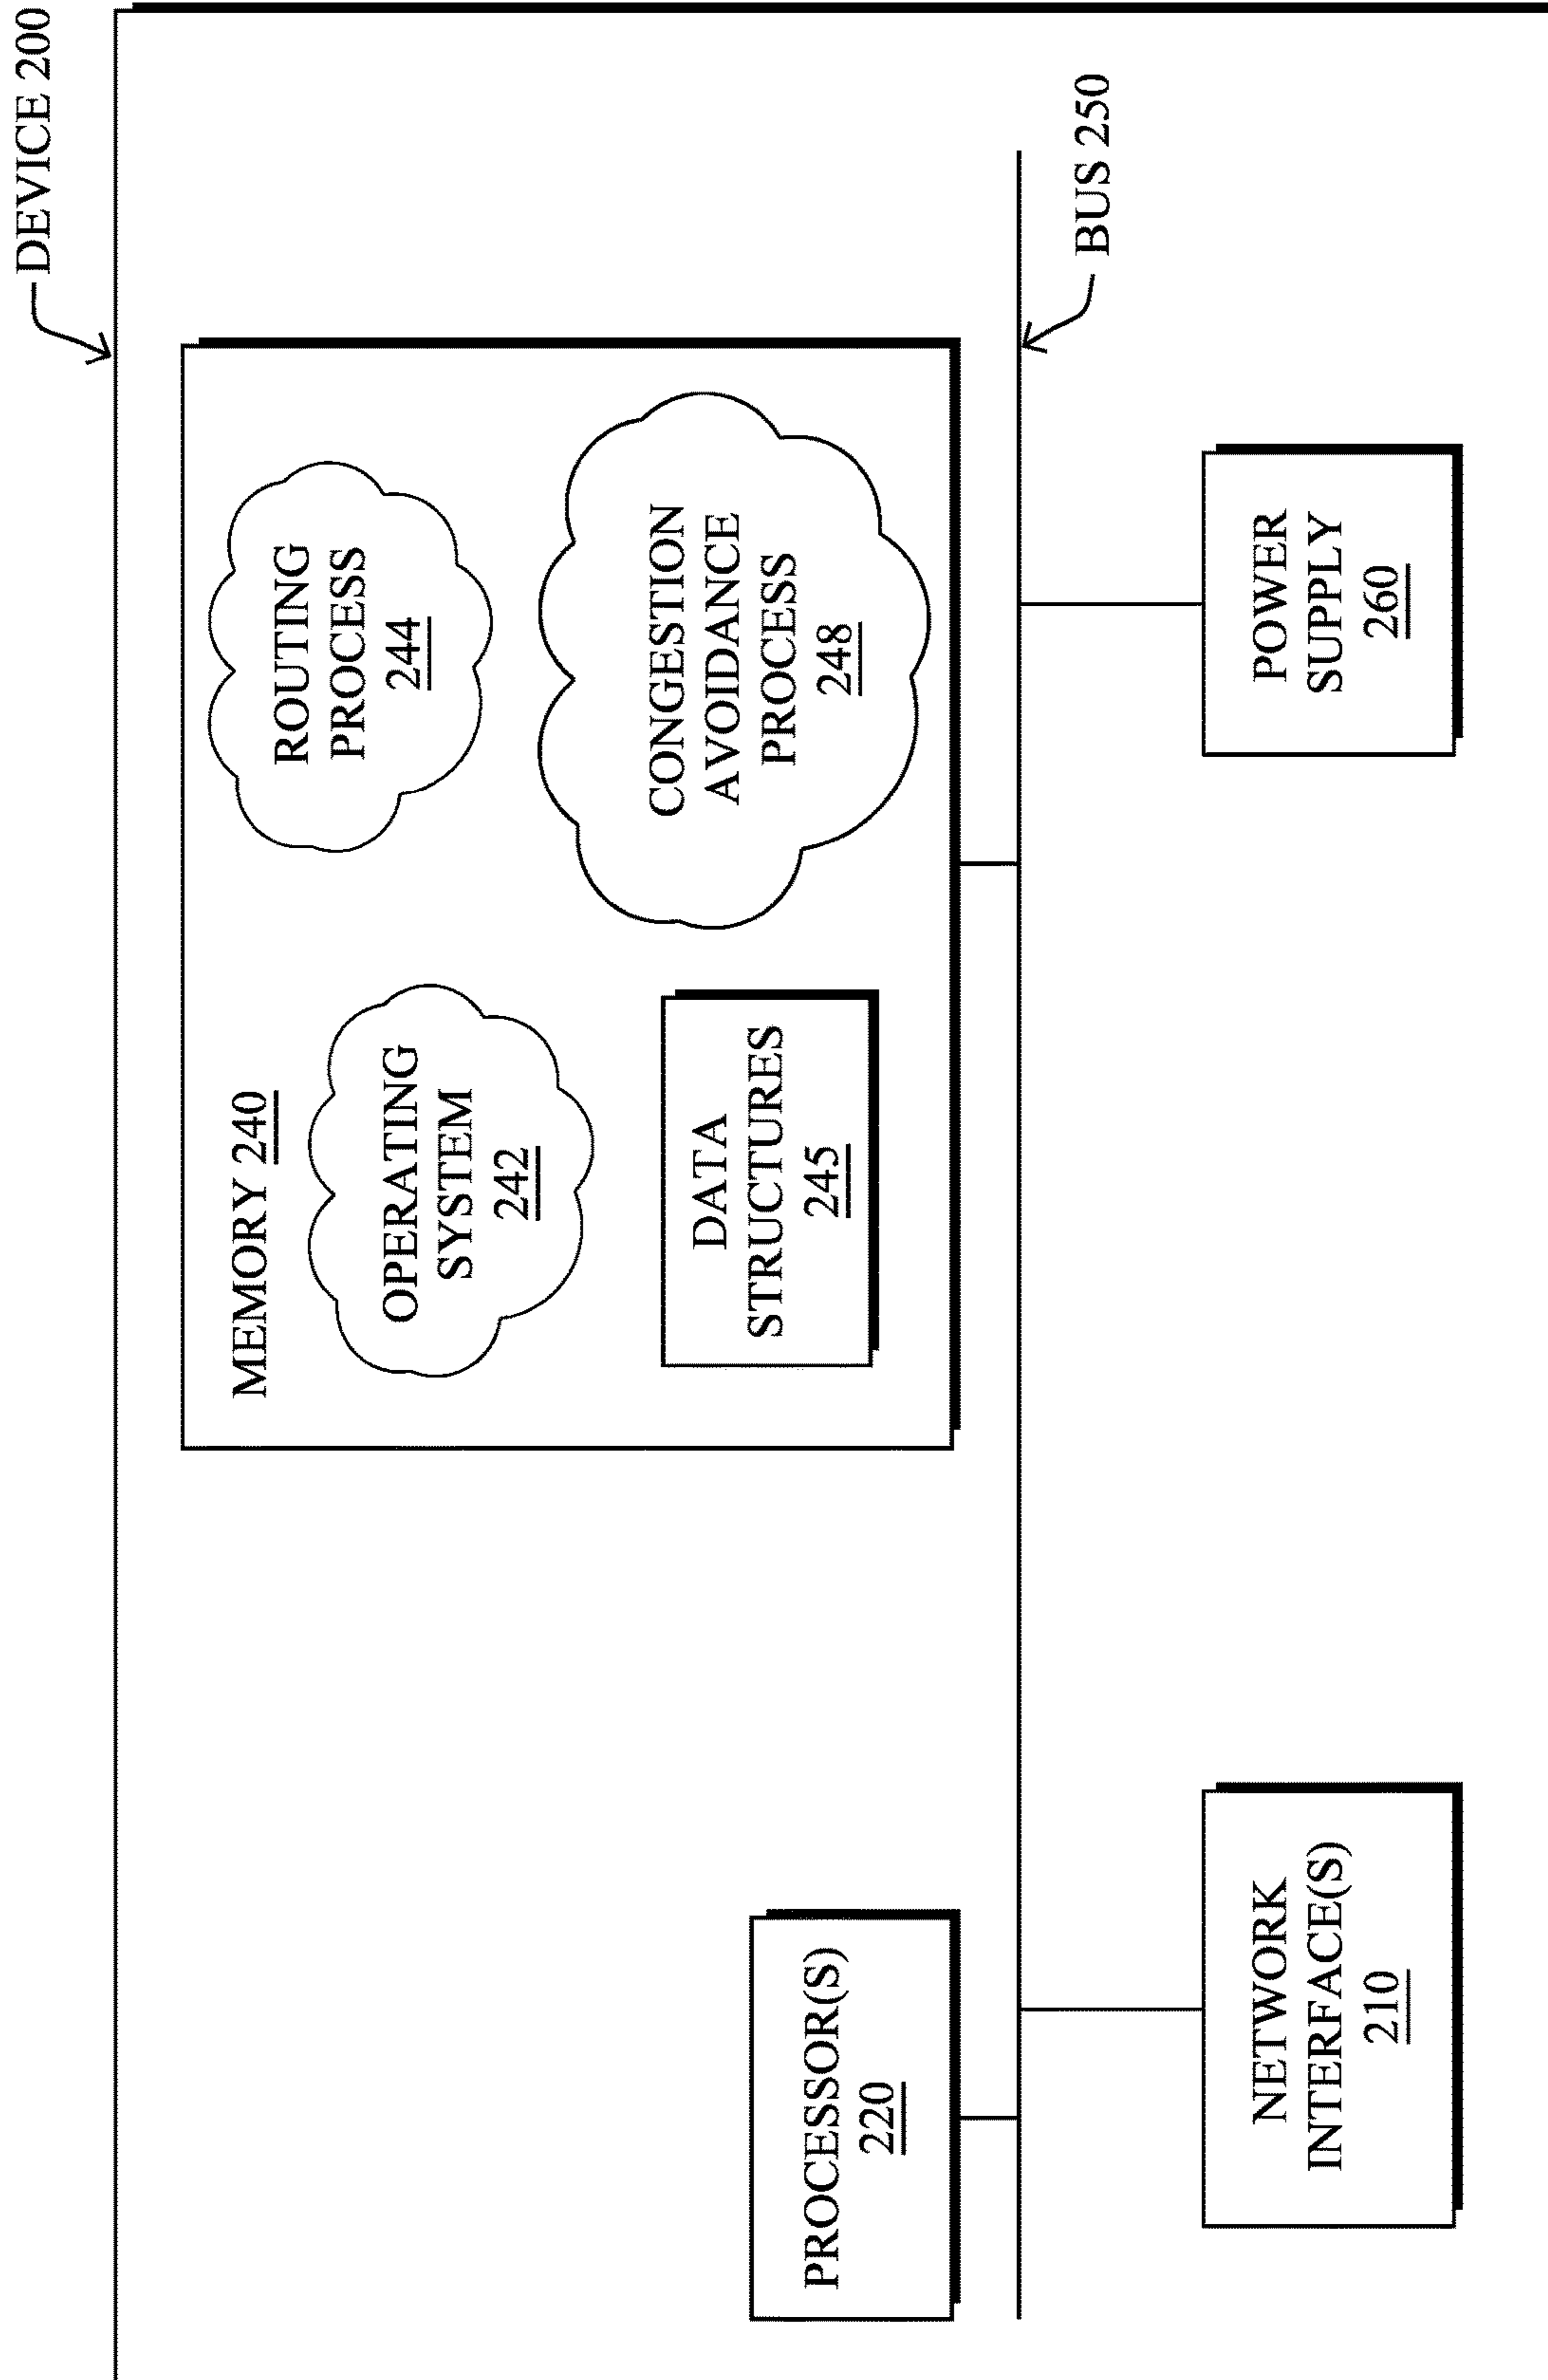 DEVICE 200
MEMORY 240
OPERATING
SYSTEM
242
ROUTING
PROCESS
244
DATA
STRUCTURES
245
CONGESTION
AVOIDANCE
PROCESS
248
PROCESSOR(S)
220
BUS 250
NETWORK
INTERFACE(S)
210
POWER
SUPPLY
260